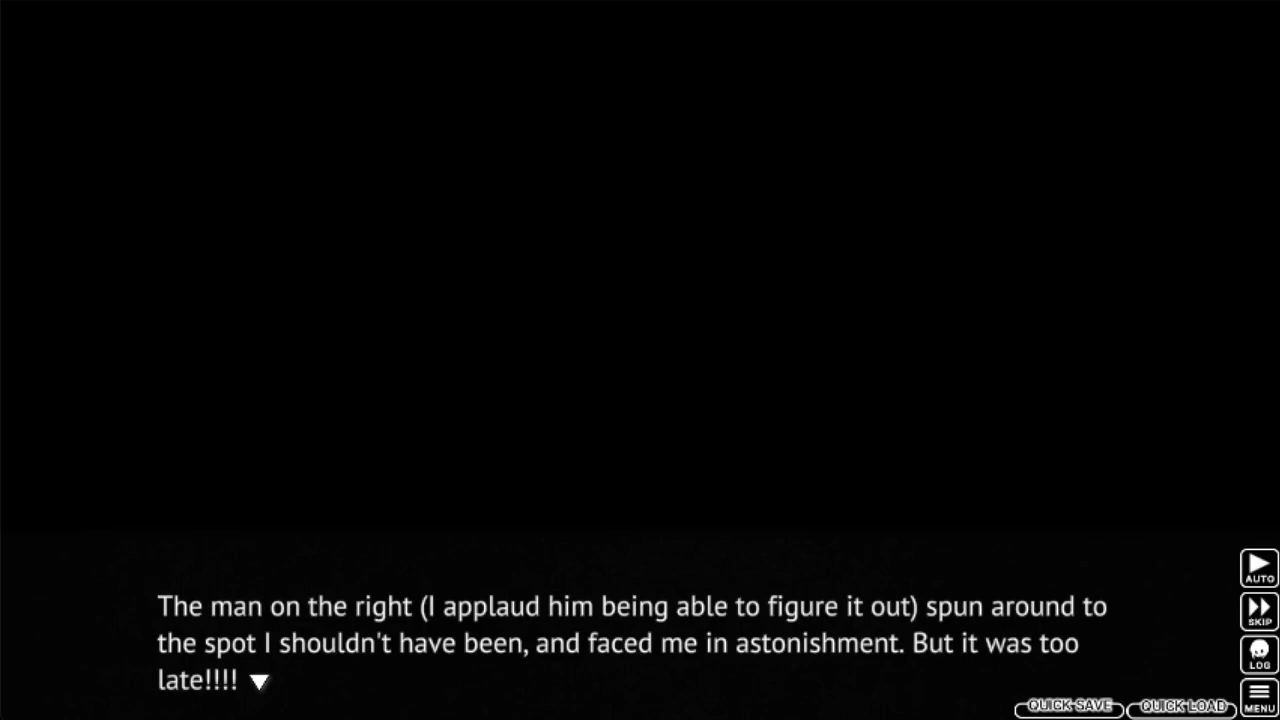 The man on the right (I applaud him being able to figure it out) spun around to
the spot I shouldn't have been, and faced me in astonishment. But it was too
late!!!!
AUTO
SKIP
LOG
MENU
QUICK SAVE
QUICK LOAD